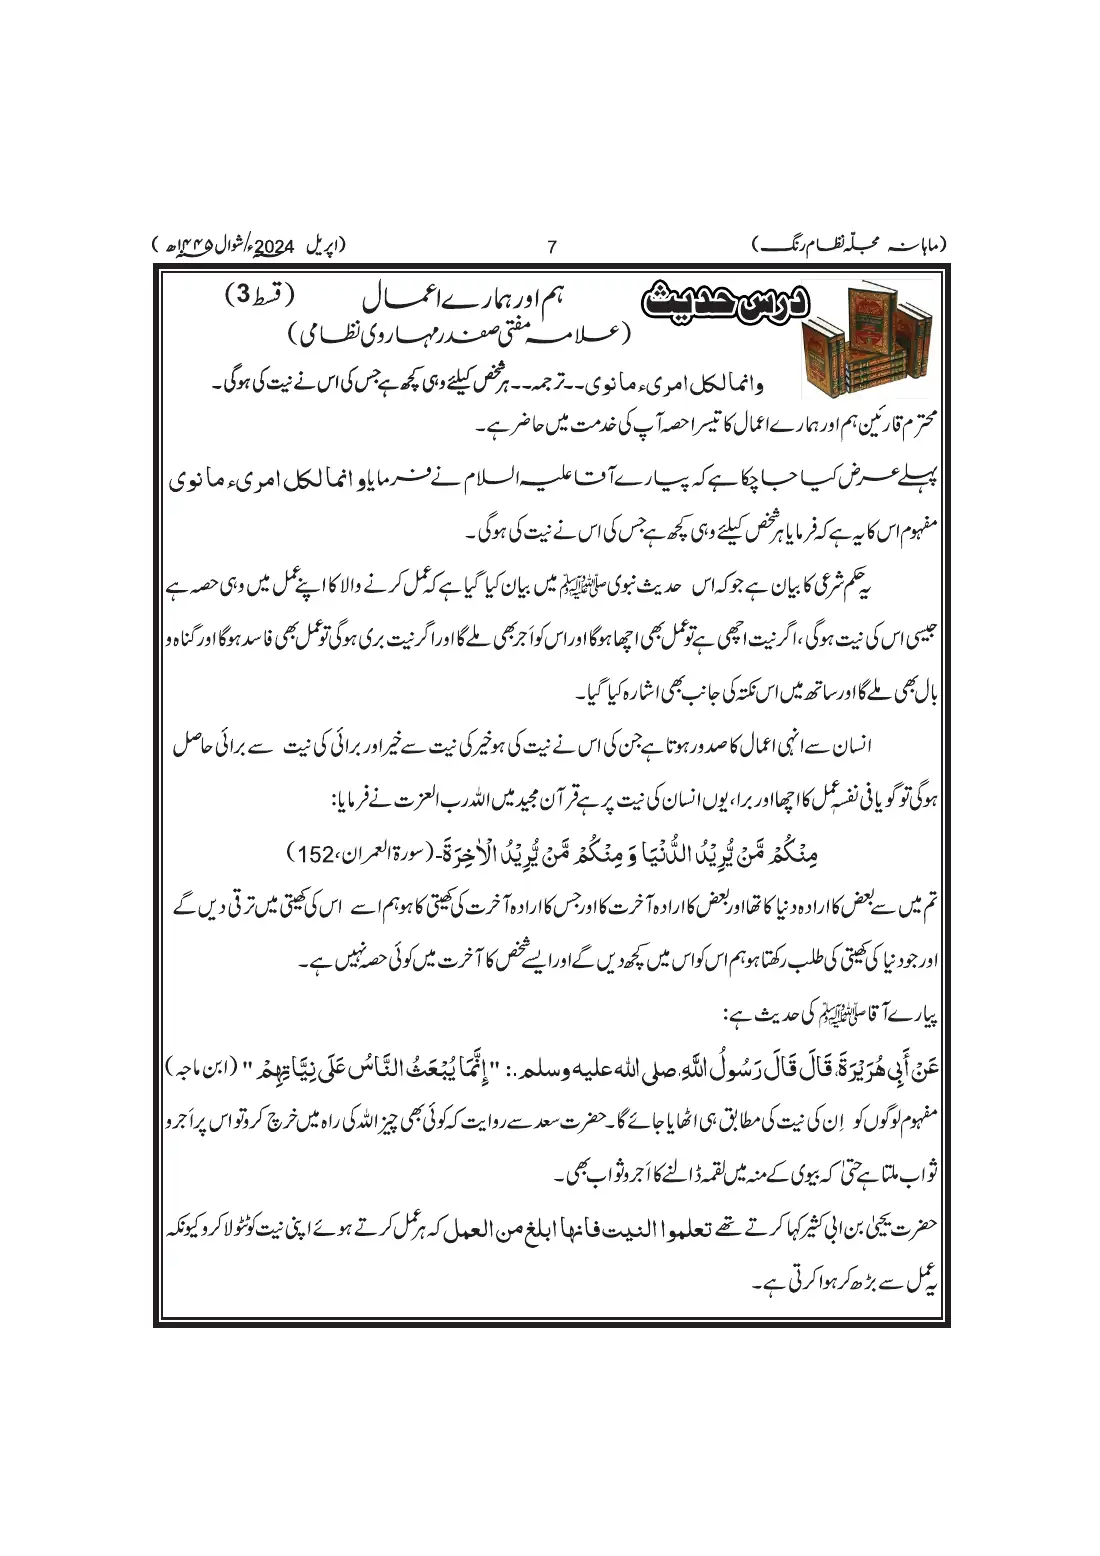 (ماہانہ مجلّہ نظام رنگ)
7
(اپریل 2024ء/شوال ۱۴۴۵ھ)
درس حدیث
ہم اور ہمارے اعمال (قسط 3)
(علامہ مفتی صفدر مہاروی نظامی)
وانمالکل امریء مانوی۔۔ترجمہ۔۔ہر شخص کیلئے وہی کچھ ہے جس کی اس نے نیت کی ہوگی۔
محترم قارئین ہم اور ہمارے اعمال کا تیسرا حصہ آپ کی خدمت میں حاضر ہے۔
پہلے عرض کیا جا چکا ہے کہ پیارے آقا علیہ السلام نے فرمایا وانمالکل امریء مانوی
مفہوم اس کا یہ ہے کہ فرمایا ہر شخص کیلئے وہی کچھ ہے جس کی اس نے نیت کی ہوگی۔
یہ حکم شرعی کا بیان ہے جو کہ اس حدیث نبوی ﷺ میں بیان کیا گیا ہے کہ عمل کرنے والا کا اپنے عمل میں وہی حصہ ہے
جیسی اس کی نیت ہوگی، اگر نیت اچھی ہے تو عمل بھی اچھا ہوگا اور اس کو اَجر بھی ملے گا اور اگر نیت بری ہوگی تو عمل بھی فاسد ہوگا اور گناہ و
بال بھی ملے گا اور ساتھ میں اس نکتہ کی جانب بھی اشارہ کیا گیا۔
انسان سے انہی اعمال کا صدور ہوتا ہے جن کی اس نے نیت کی ہو خیر کی نیت سے خیر اور برائی کی نیت سے برائی حاصل
ہوگی تو گویا فی نفسہٖ عمل کا اچھا اور برا، یوں انسان کی نیت پر ہے قرآن مجید میں اللہ رب العزت نے فرمایا:
مِنْكُمْ مَّنْ يُّرِيْدُ الدُّنْيَا وَ مِنْكُمْ مَّنْ يُّرِيْدُ الْاٰخِرَةَ۔(سورۃ العمران،152)
تم میں سے بعض کا ارادہ دنیا کا تھا اور بعض کا ارادہ آخرت کا اور جس کا ارادہ آخرت کی کھیتی کا ہو ہم اسے اس کی کھیتی میں ترقی دیں گے
اور جو دنیا کی کھیتی کی طلب رکھتا ہو ہم اس کو اس میں کچھ دیں گے اور ایسے شخص کا آخرت میں کوئی حصہ نہیں ہے۔
پیارے آقا ﷺ کی حدیث ہے:
عَنْ أَبِي هُرَيْرَةَ، قَالَ قَالَ رَسُولُ اللَّهِ، صلى الله عليه وسلم.: "إِنَّمَا يُبْعَثُ النَّاسُ عَلَى نِيَّاتِهِمْ" (ابن ماجہ)
مفہوم لوگوں کو اِن کی نیت کی مطابق ہی اٹھایا جائے گا۔ حضرت سعد سے روایت کہ کوئی بھی چیز اللہ کی راہ میں خرچ کرو تو اس پر اَجر و
ثواب ملتا ہے حتیٰ کہ بیوی کے منہ میں لقمہ ڈالنے کا اَجر و ثواب بھی۔
حضرت یحییٰ بن ابی کثیر کہا کرتے تھے تعلموا النیت فانہا ابلغ من العمل کہ ہر عمل کرتے ہوئے اپنی نیت کو ٹٹولا کرو کیونکہ
یہ عمل سے بڑھ کر ہوا کرتی ہے۔